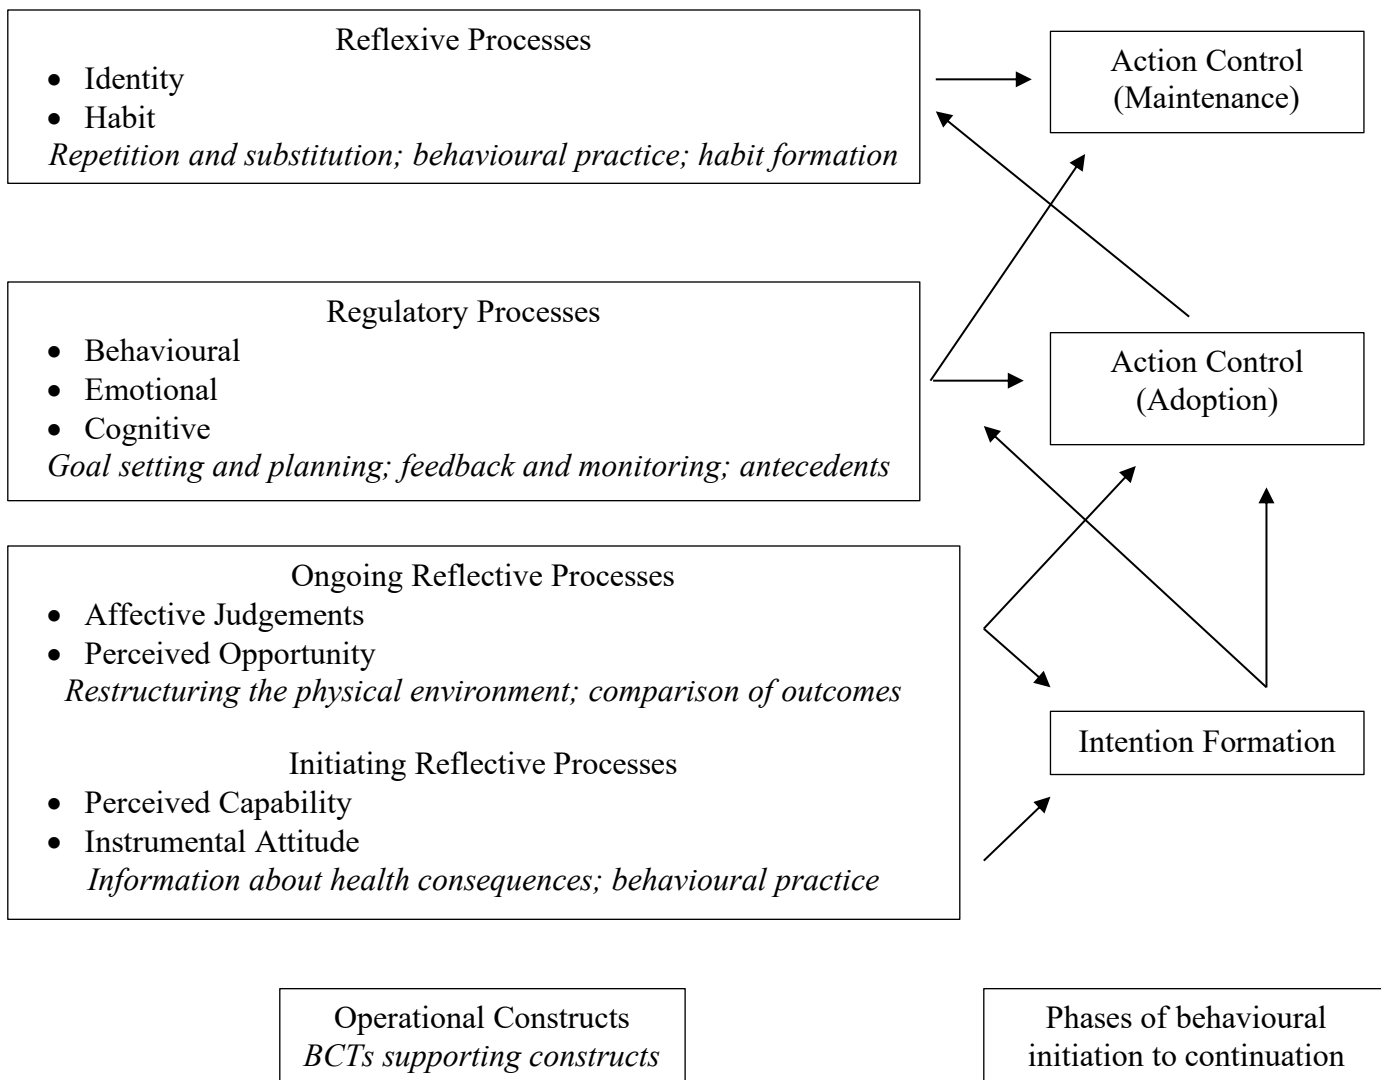 Reflexive Processes
• Identity
• Habit
Repetition and substitution; behavioural practice; habit formation
Action Control
(Maintenance)
Regulatory Processes
• Behavioural
• Emotional
• Cognitive
Goal setting and planning; feedback and monitoring; antecedents
Action Control
(Adoption)
Ongoing Reflective Processes
• Affective Judgements
• Perceived Opportunity
Restructuring the physical environment; comparison of outcomes
Initiating Reflective Processes
• Perceived Capability
• Instrumental Attitude
Information about health consequences; behavioural practice
Intention Formation
Operational Constructs
BCTs supporting constructs
Phases of behavioural
initiation to continuation